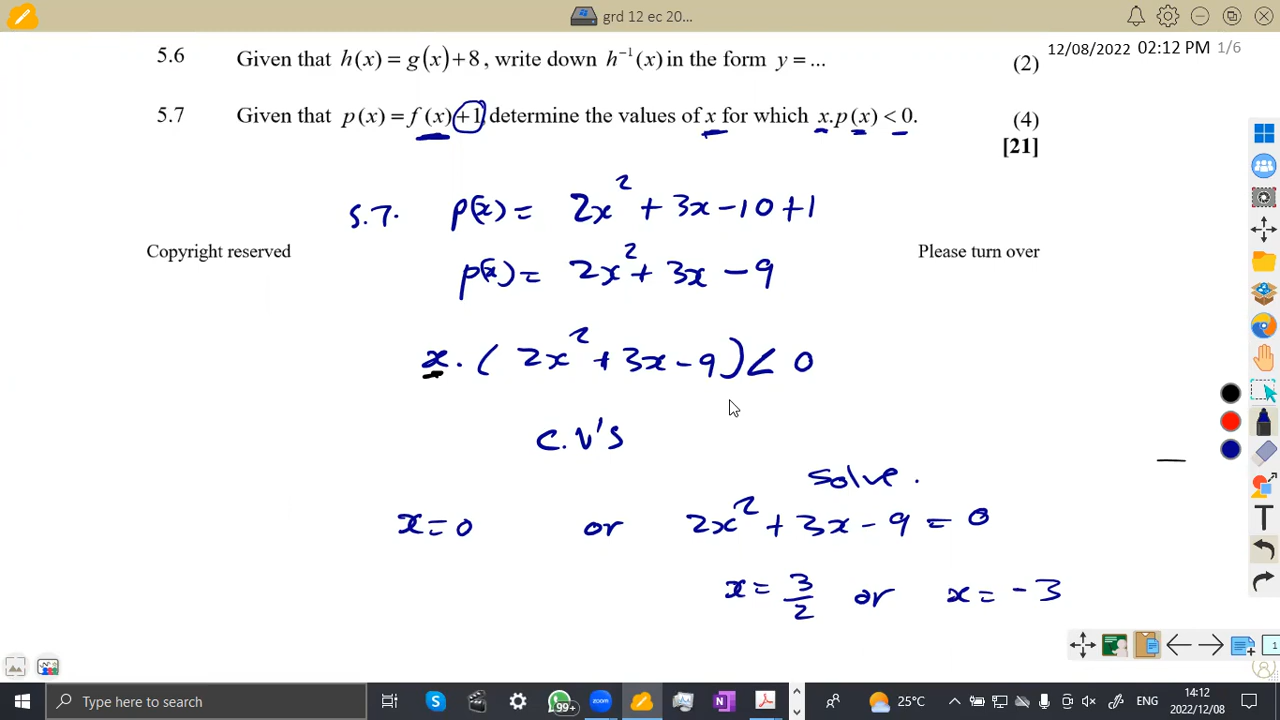 grd 12 ec 20...
12/08/2022 02:12 PM 1/6
5.6 Given that h(x) = g(x)+8, write down h⁻¹(x) in the form y = ... (2)
5.7 Given that p(x) = f(x)+1, determine the values of x for which x.p(x) < 0. (4)
[21]
5.7. p(x) = 2x² + 3x - 10 + 1
Copyright reserved Please turn over
p(x) = 2x² + 3x - 9
x. (2x² + 3x - 9) < 0
C.V's
Solve.
x = 0 or 2x² + 3x - 9 = 0
x = 3/2 or x = -3
1
Type here to search
99+
25°C
ENG
14:12
2022/12/08